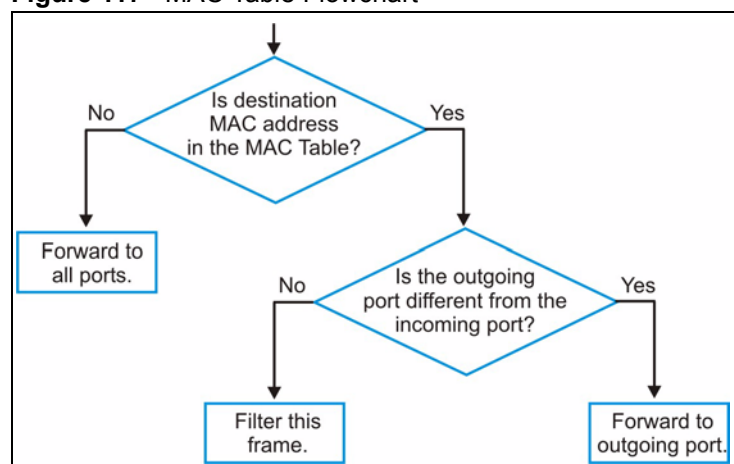 Figure MAC Table Flowchart
Is destination
MAC address
in the MAC Table?
No
Yes
Forward to
all ports.
Is the outgoing
port different from the
incoming port?
No
Yes
Filter this
frame.
Forward to
outgoing port.